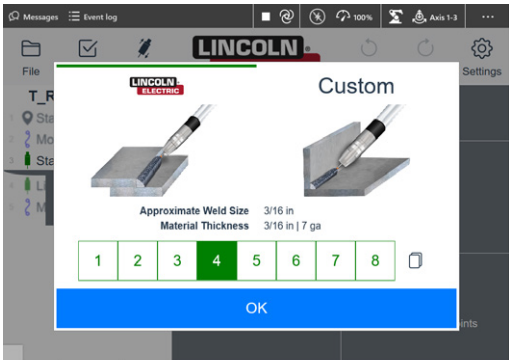 Messages Event log 100% Axis 1-3 ...
LINCOLN
File Settings
LINCOLN
ELECTRIC
Custom
T_R
Sta
Mo
Sta
Li
M
Approximate Weld Size 3/16 in
Material Thickness 3/16 in | 7 ga
1 2 3 4 5 6 7 8
OK
ints